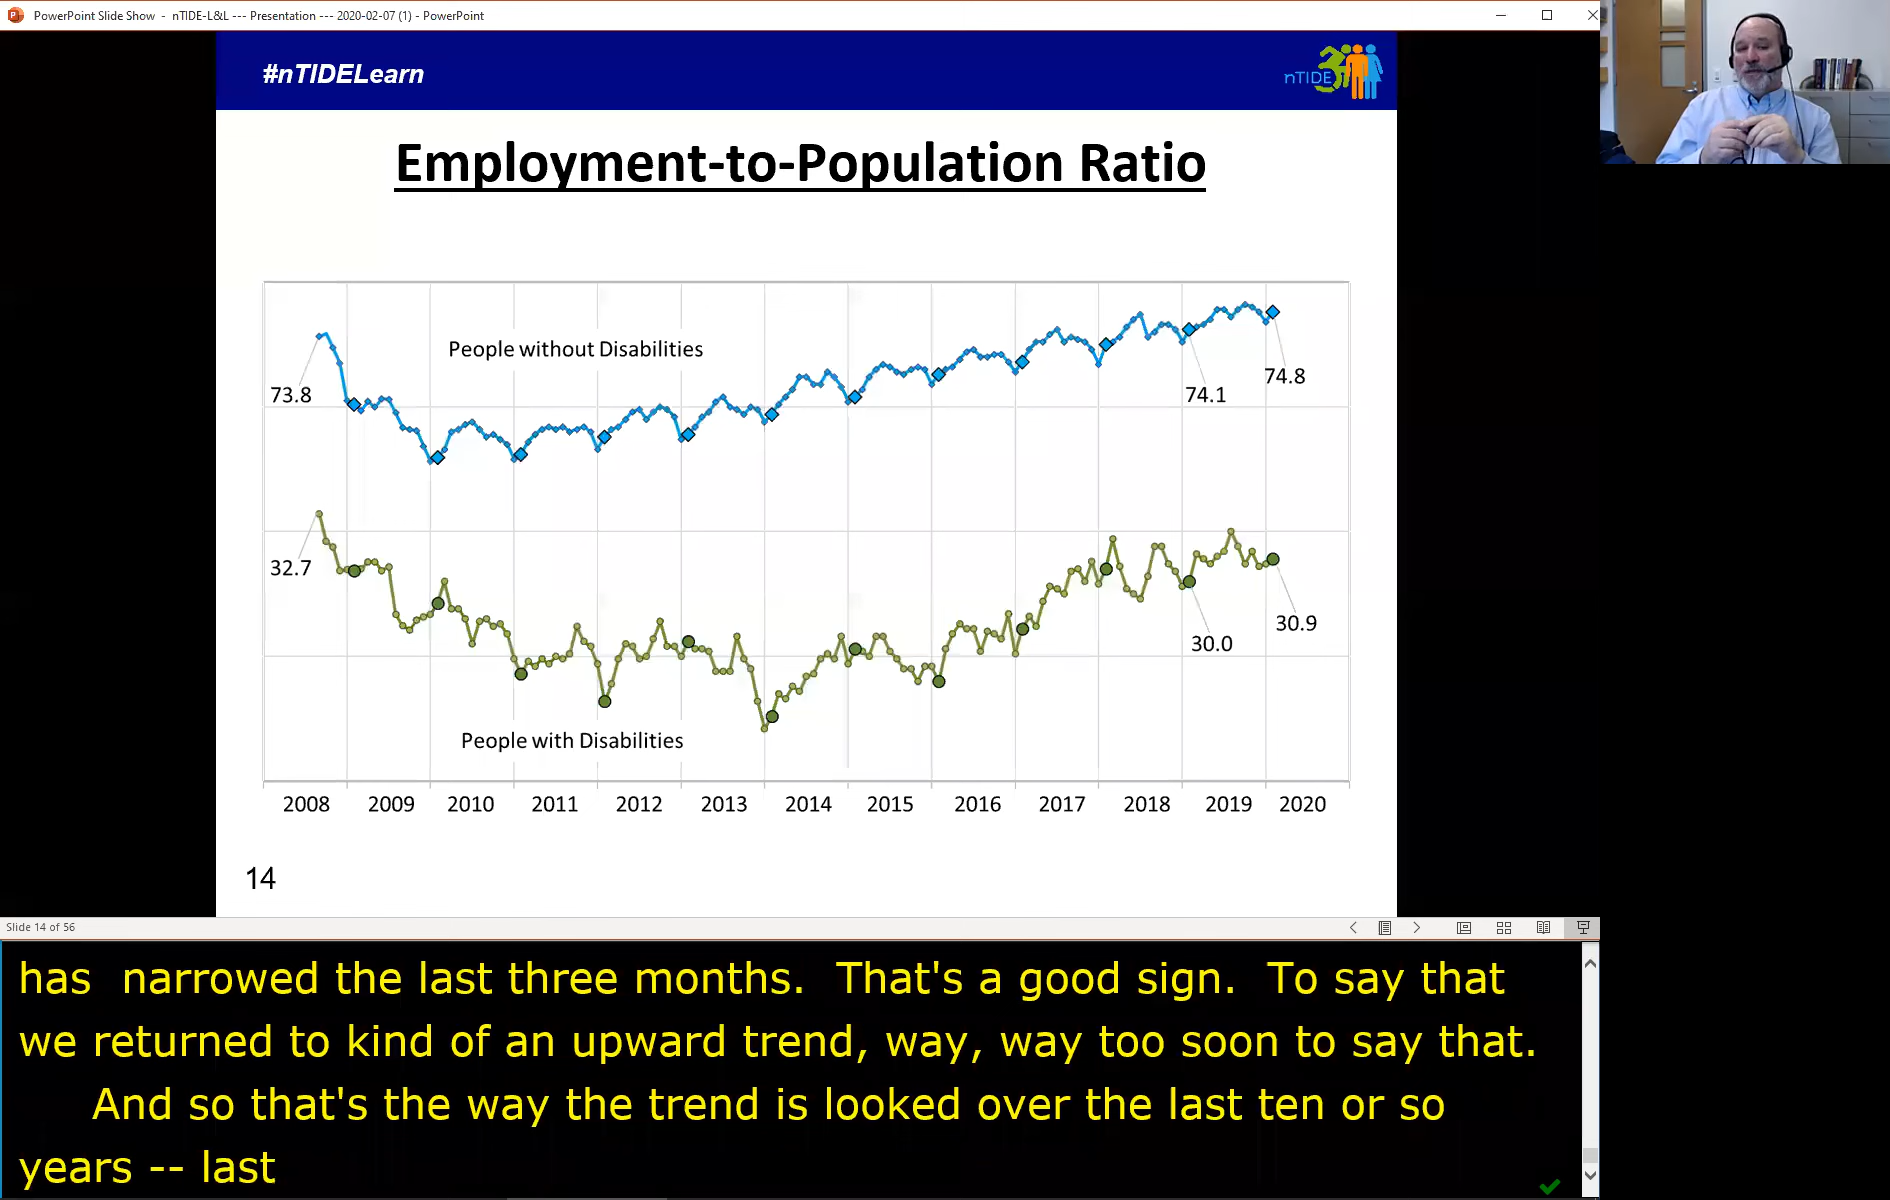 PowerPoint Slide Show - nTIDE-L&L --- Presentation --- 2020-02-07 (1) - PowerPoint
#nTIDELearn
nTIDE
Employment-to-Population Ratio
People without Disabilities
73.8
74.1
74.8
32.7
30.0
30.9
People with Disabilities
2008 2009 2010 2011 2012 2013 2014 2015 2016 2017 2018 2019 2020
14
Slide 14 of 56
has narrowed the last three months. That's a good sign. To say that
we returned to kind of an upward trend, way, way too soon to say that.
And so that's the way the trend is looked over the last ten or so
years -- last